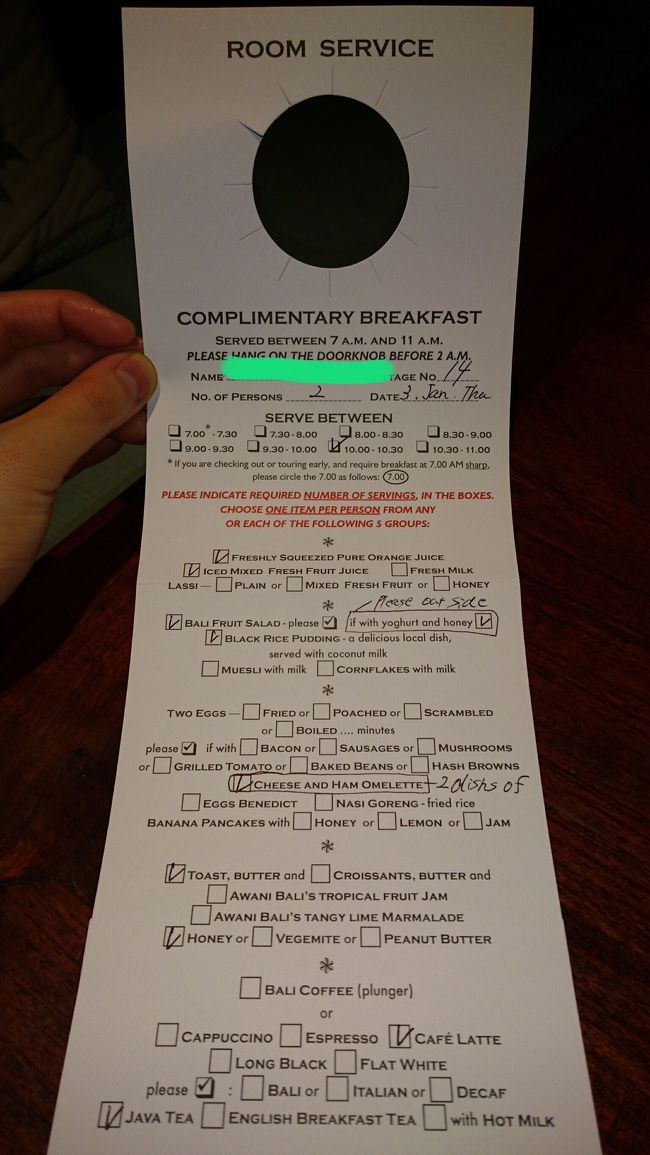 ROOM SERVICE
COMPLIMENTARY BREAKFAST
SERVED BETWEEN 7 A.M. AND 11 A.M.
PLEASE HANG ON THE DOORKNOB BEFORE 2 A.M.
NAME TAGE NO. 14
NO. OF PERSONS 2 DATE 3. Jan. Thu
SERVE BETWEEN
7.00* - 7.30 7.30 - 8.00 8.00 - 8.30 8.30 - 9.00
9.00 - 9.30 9.30 - 10.00 10.00 - 10.30 10.30 - 11.00
* If you are checking out or touring early, and require breakfast at 7.00 AM sharp,
please circle the 7.00 as follows: 7.00
PLEASE INDICATE REQUIRED NUMBER OF SERVINGS, IN THE BOXES.
CHOOSE ONE ITEM PER PERSON FROM ANY
OR EACH OF THE FOLLOWING 5 GROUPS:
FRESHLY SQUEEZED PURE ORANGE JUICE
ICED MIXED FRESH FRUIT JUICE FRESH MILK
LASSI — PLAIN or MIXED FRESH FRUIT or HONEY
Please out side
BALI FRUIT SALAD - please if with yoghurt and honey
BLACK RICE PUDDING - a delicious local dish,
served with coconut milk
MUESLI with milk CORNFLAKES with milk
TWO EGGS — FRIED or POACHED or SCRAMBLED
or BOILED .... minutes
please if with BACON or SAUSAGES or MUSHROOMS
or GRILLED TOMATO or BAKED BEANS or HASH BROWNS
CHEESE AND HAM OMELETTE 2 dishs of
EGGS BENEDICT NASI GORENG - fried rice
BANANA PANCAKES with HONEY or LEMON or JAM
TOAST, BUTTER and CROISSANTS, BUTTER and
AWANI BALI'S TROPICAL FRUIT JAM
AWANI BALI'S TANGY LIME MARMALADE
HONEY or VEGEMITE or PEANUT BUTTER
BALI COFFEE (plunger)
or
CAPPUCCINO ESPRESSO CAFÉ LATTE
LONG BLACK FLAT WHITE
please : BALI or ITALIAN or DECAF
JAVA TEA ENGLISH BREAKFAST TEA with HOT MILK